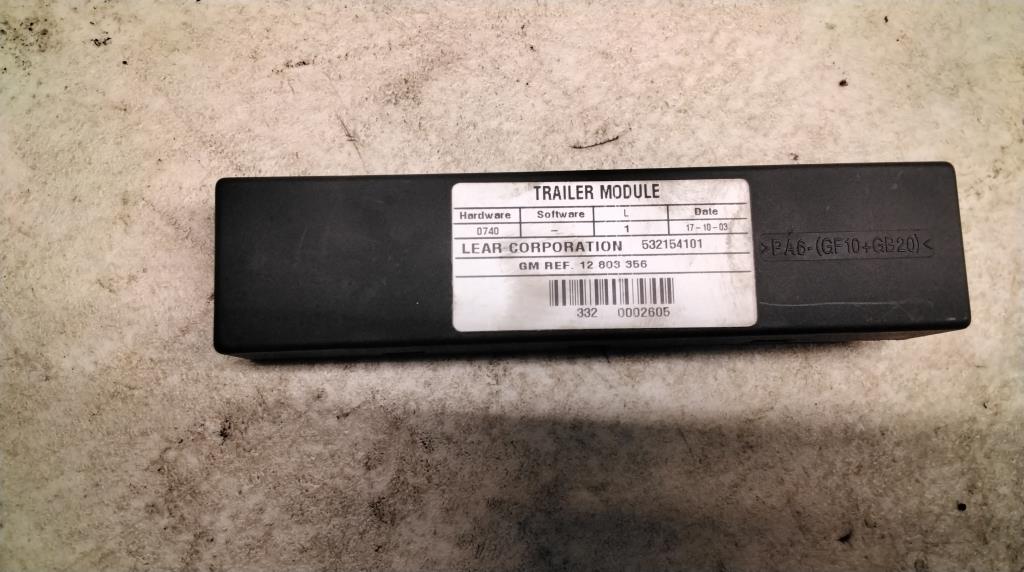 TRAILER MODULE
Hardware Software L Date
0740 – 1 17-10-03
LEAR CORPORATION 532154101
GM REF. 12 803 356
332 0002605
>PA6-(GF10+GB20)<